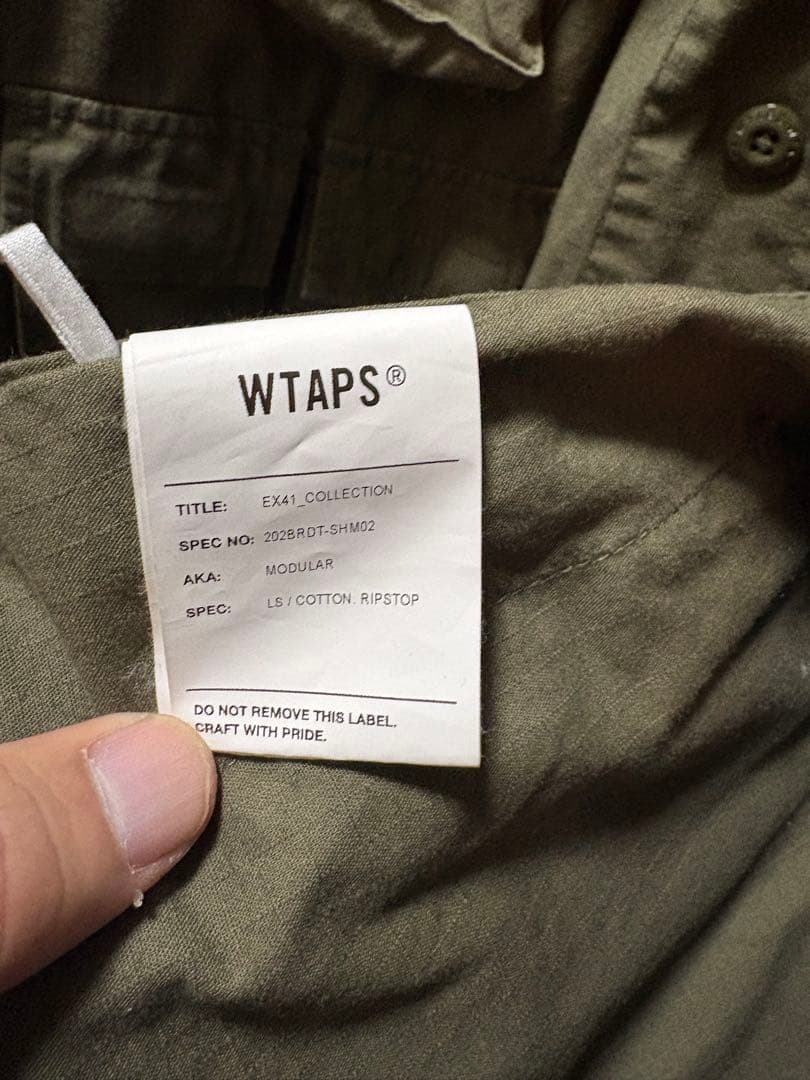 WTAPS®
TITLE: EX41_COLLECTION
SPEC NO: 202BRDT-SHM02
AKA: MODULAR
SPEC: LS / COTTON. RIPSTOP
DO NOT REMOVE THIS LABEL.
CRAFT WITH PRIDE.